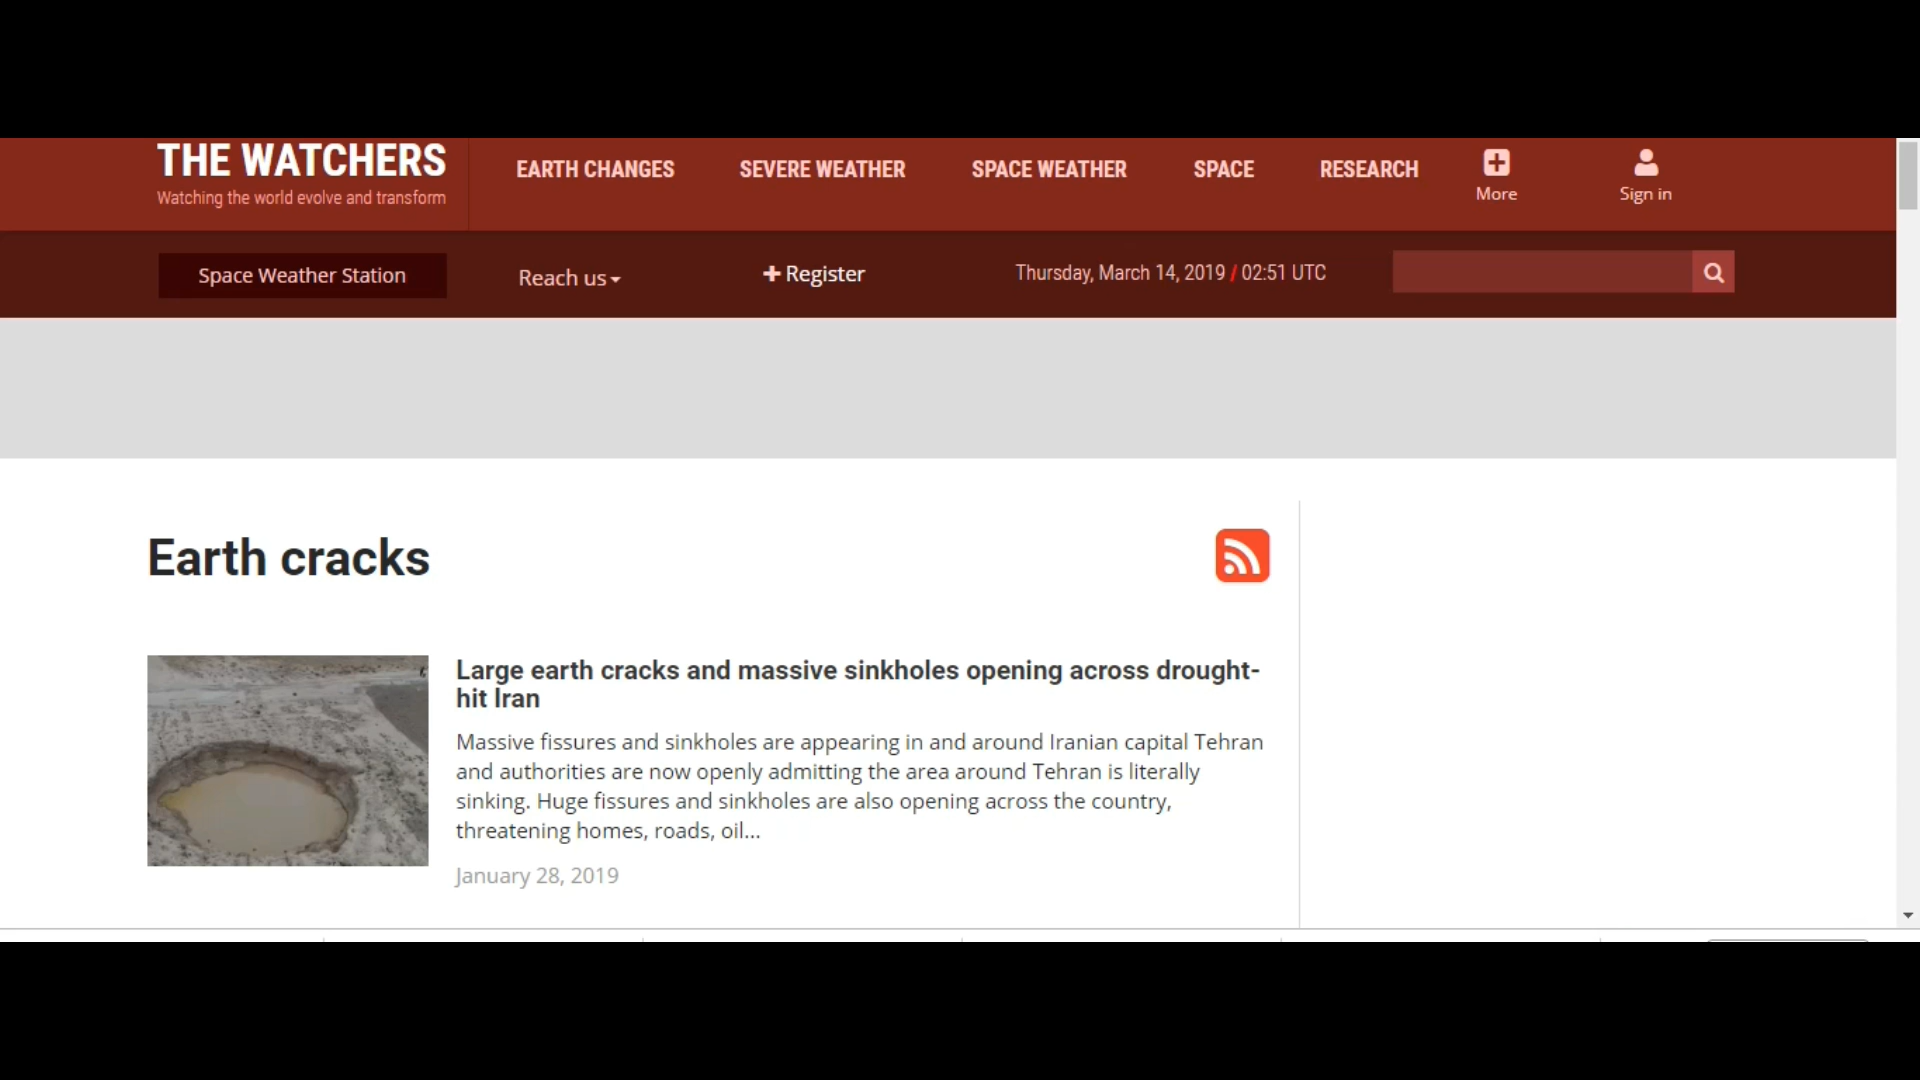 THE WATCHERS
Watching the world evolve and transform
EARTH CHANGES
SEVERE WEATHER
SPACE WEATHER
SPACE
RESEARCH
More
Sign in
Space Weather Station
Reach us
Register
Thursday, March 14, 2019 / 02:51 UTC
Earth cracks
Large earth cracks and massive sinkholes opening across drought-
hit Iran
Massive fissures and sinkholes are appearing in and around Iranian capital Tehran
and authorities are now openly admitting the area around Tehran is literally
sinking. Huge fissures and sinkholes are also opening across the country,
threatening homes, roads, oil...
January 28, 2019